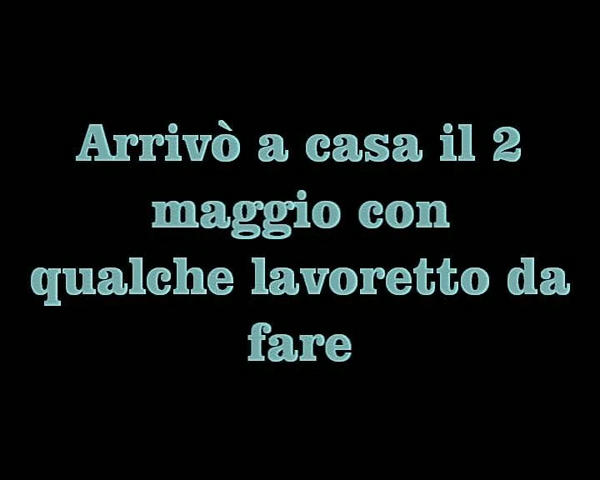 Arrivò a casa il 2
maggio con
qualche lavoretto da
fare